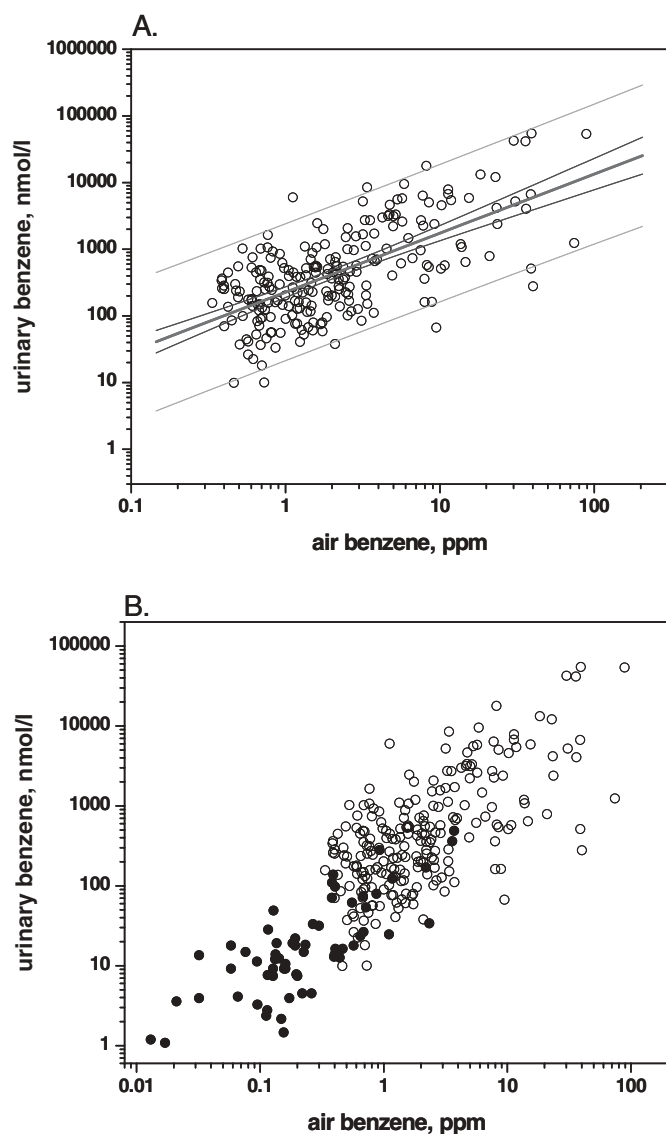 A.
1000000
100000
10000
1000
100
10
1
urinary benzene, nmol/l
0.1 1 10 100
air benzene, ppm
B.
100000
10000
1000
100
10
1
urinary benzene, nmol/l
0.01 0.1 1 10 100
air benzene, ppm